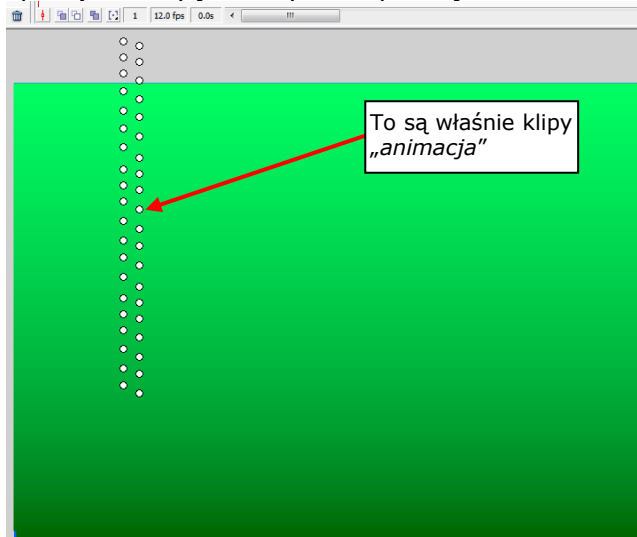 1 12.0 fps 0.0s
To są właśnie klipy
„animacja”